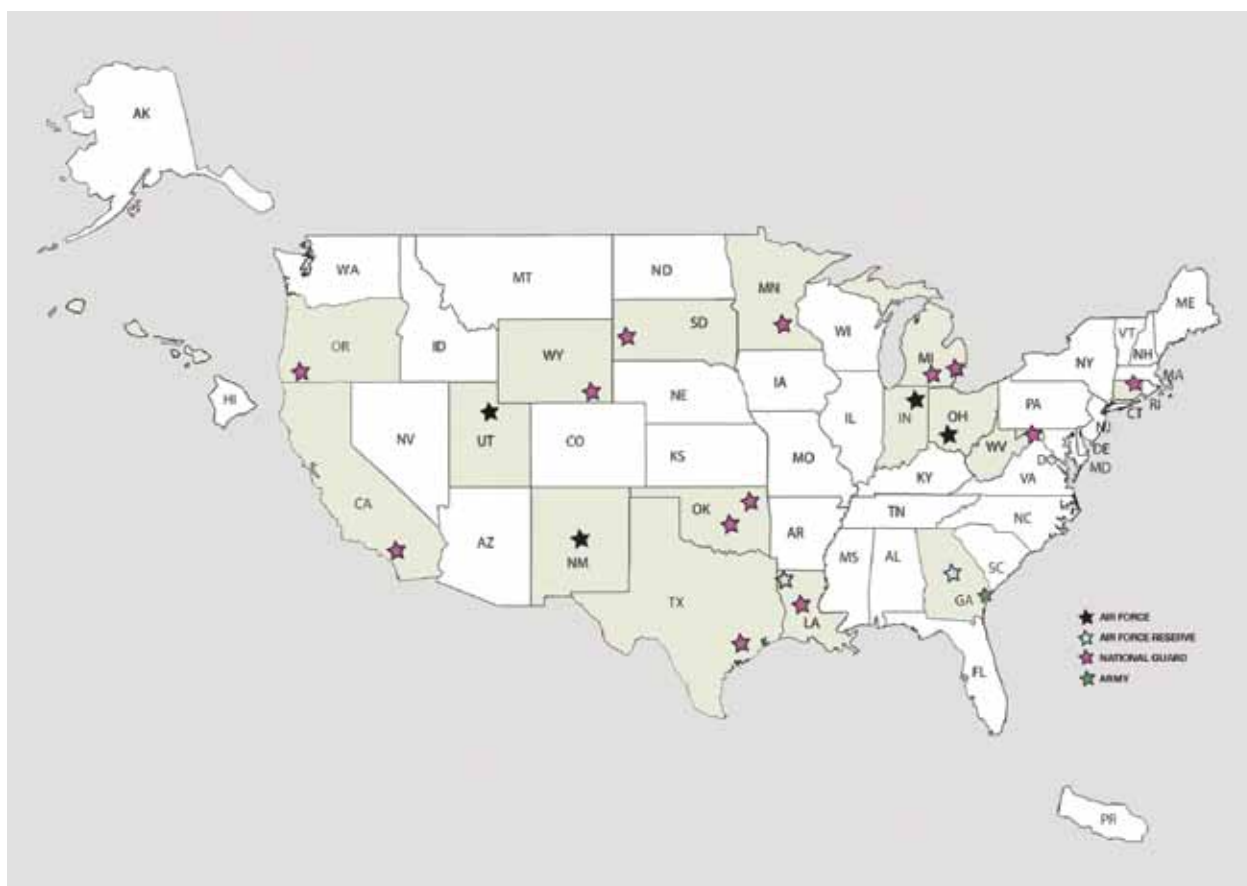 AK
WA
MT
ND
MN
ME
OR
ID
SD
WI
VT
NH
WY
MI
NY
MA
RI
CT
HI
NV
UT
CO
NE
IA
IL
IN
OH
PA
NJ
DE
MD
DC
WV
VA
KS
MO
KY
CA
AZ
NM
OK
AR
TN
NC
SC
MS
AL
GA
TX
LA
FL
PR
AIR FORCE
AIR FORCE RESERVE
NATIONAL GUARD
ARMY